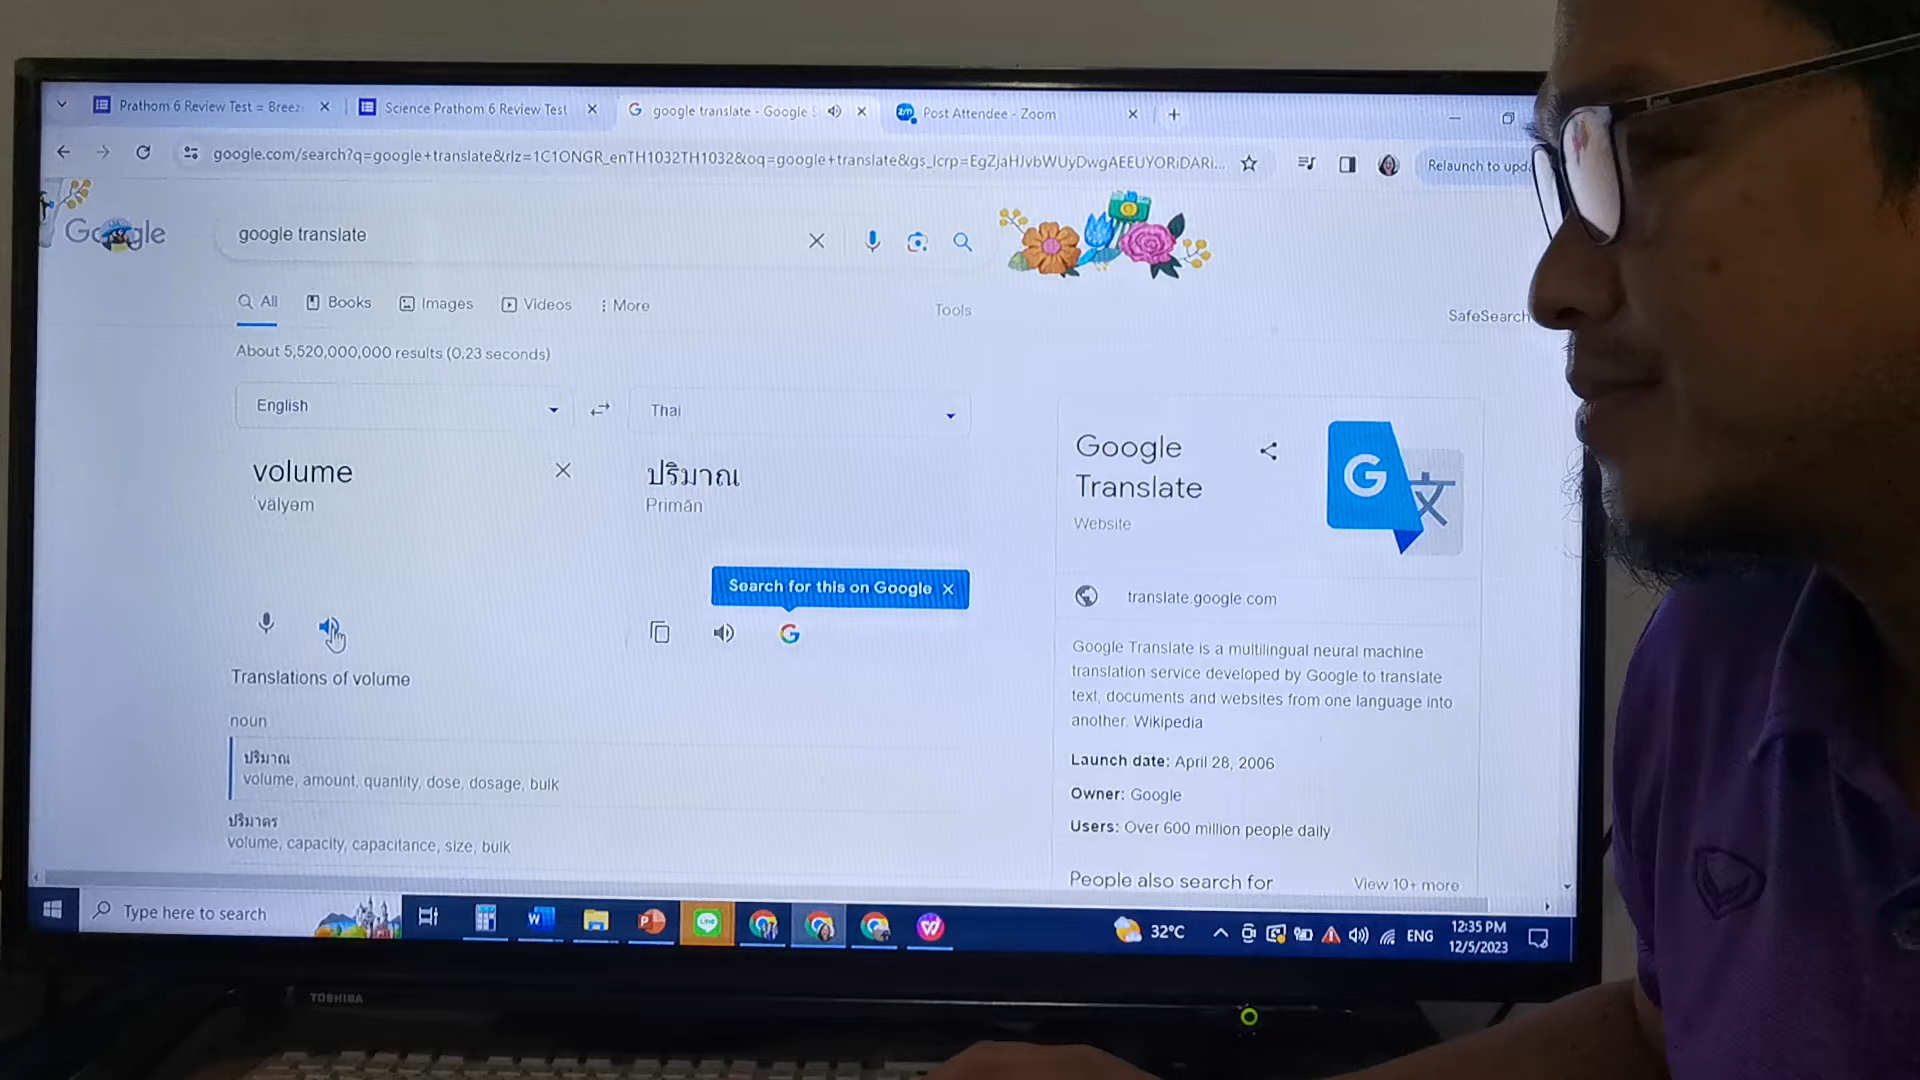 Prathom 6 Review Test = Breeze
Science Prathom 6 Review Test
google translate - Google S
Post Attendee - Zoom
google.com/search?q=google+translate&rlz=1C1ONGR_enTH1032TH1032&oq=google+translate&gs_lcrp=EgZjaHJvbWUyDwgAEEUYORiDARi...
Relaunch to upda
Google
google translate
All
Books
Images
Videos
More
Tools
SafeSearch
About 5,520,000,000 results (0.23 seconds)
English
Thai
volume
ˈvälyəm
ปริมาณ
Primān
Search for this on Google
Translations of volume
noun
ปริมาณ
volume, amount, quantity, dose, dosage, bulk
ปริมาตร
volume, capacity, capacitance, size, bulk
Google
Translate
Website
translate.google.com
Google Translate is a multilingual neural machine
translation service developed by Google to translate
text, documents and websites from one language into
another. Wikipedia
Launch date: April 28, 2006
Owner: Google
Users: Over 600 million people daily
People also search for
View 10+ more
Type here to search
32°C
ENG
12:35 PM
12/5/2023
TOSHIBA